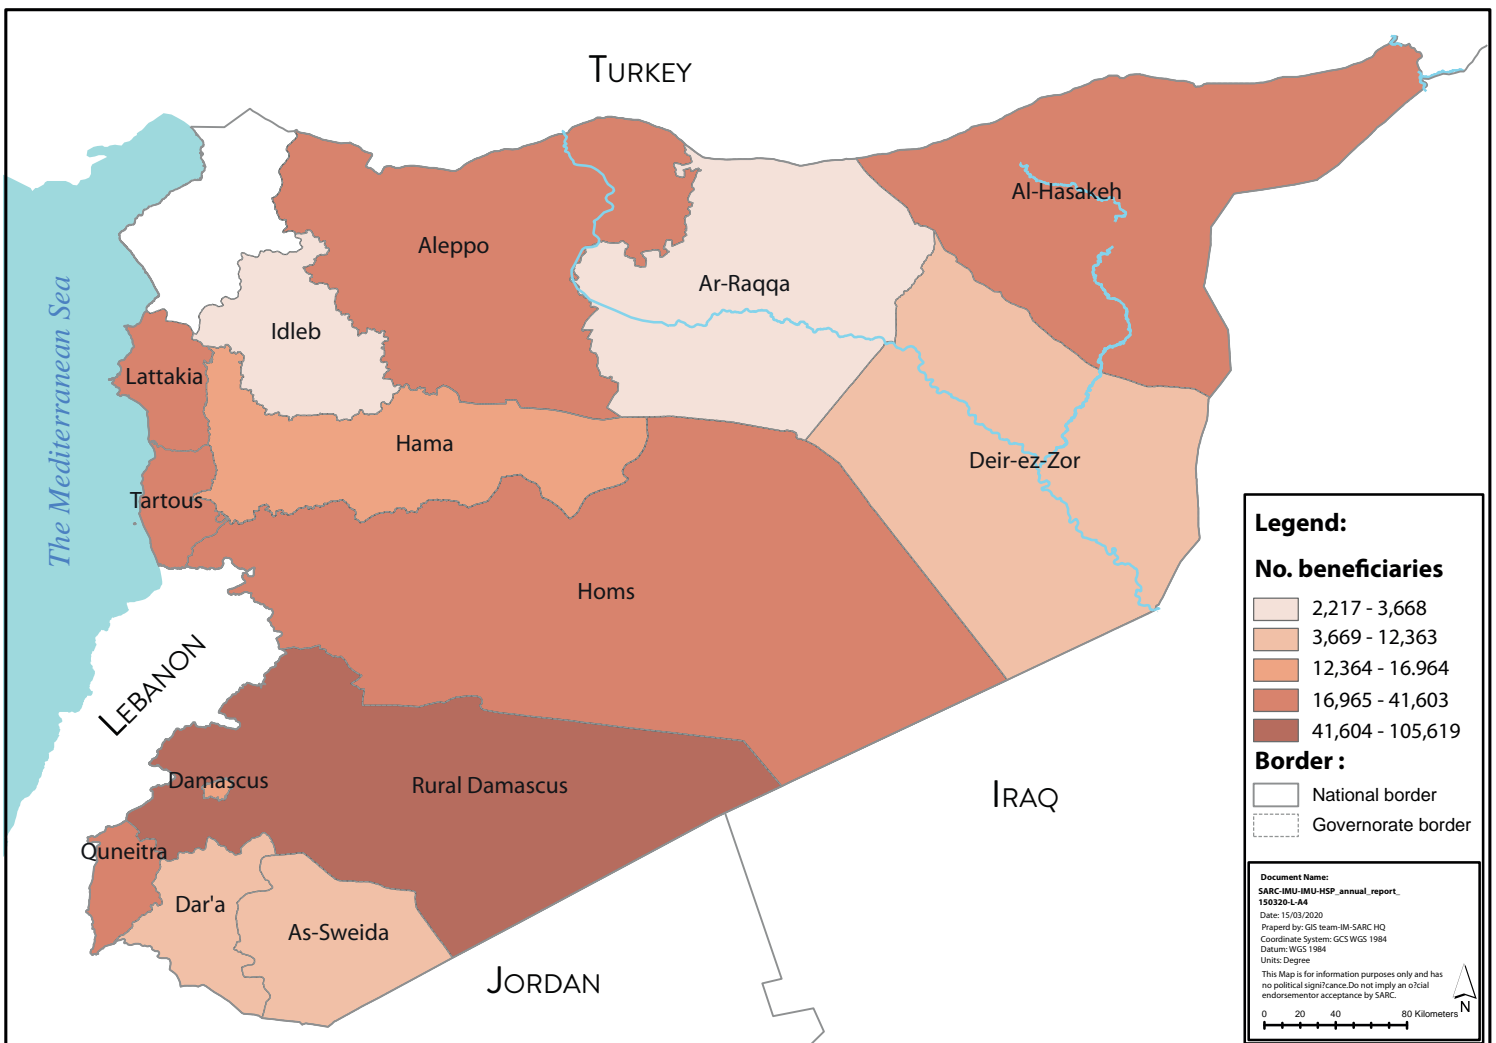 TURKEY
Al-Hasakeh
Aleppo
Ar-Raqqa
Idleb
The Mediterranean Sea
Lattakia
Hama
Deir-ez-Zor
Tartous
Homs
LEBANON
Damascus
Rural Damascus
IRAQ
Quneitra
Dar'a
As-Sweida
JORDAN
Legend:
No. beneficiaries
2,217 - 3,668
3,669 - 12,363
12,364 - 16.964
16,965 - 41,603
41,604 - 105,619
Border :
National border
Governorate border
Document Name:
SARC-IMU-IMU-HSP_annual_report_
150320-L-A4
Date: 15/03/2020
Praperd by: GIS team-IM-SARC HQ
Coordinate System: GCS WGS 1984
Datum: WGS 1984
Units: Degree
This Map is for information purposes only and has
no political signi?cance.Do not imply an o?cial
endorsementor acceptance by SARC.
N
0 20 40 80 Kilometers